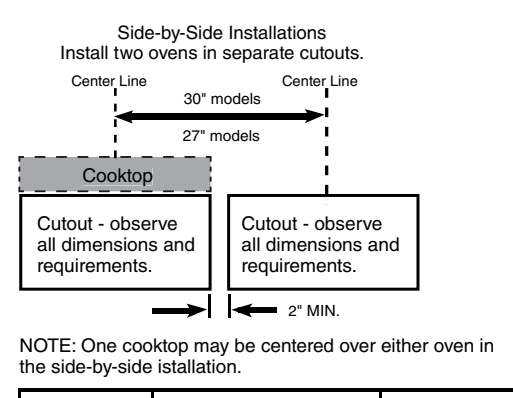 Side-by-Side Installations
Install two ovens in separate cutouts.
Center Line
Center Line
30" models
27" models
Cooktop
Cutout - observe
all dimensions and
requirements.
Cutout - observe
all dimensions and
requirements.
2" MIN.
NOTE: One cooktop may be centered over either oven in
the side-by-side istallation.